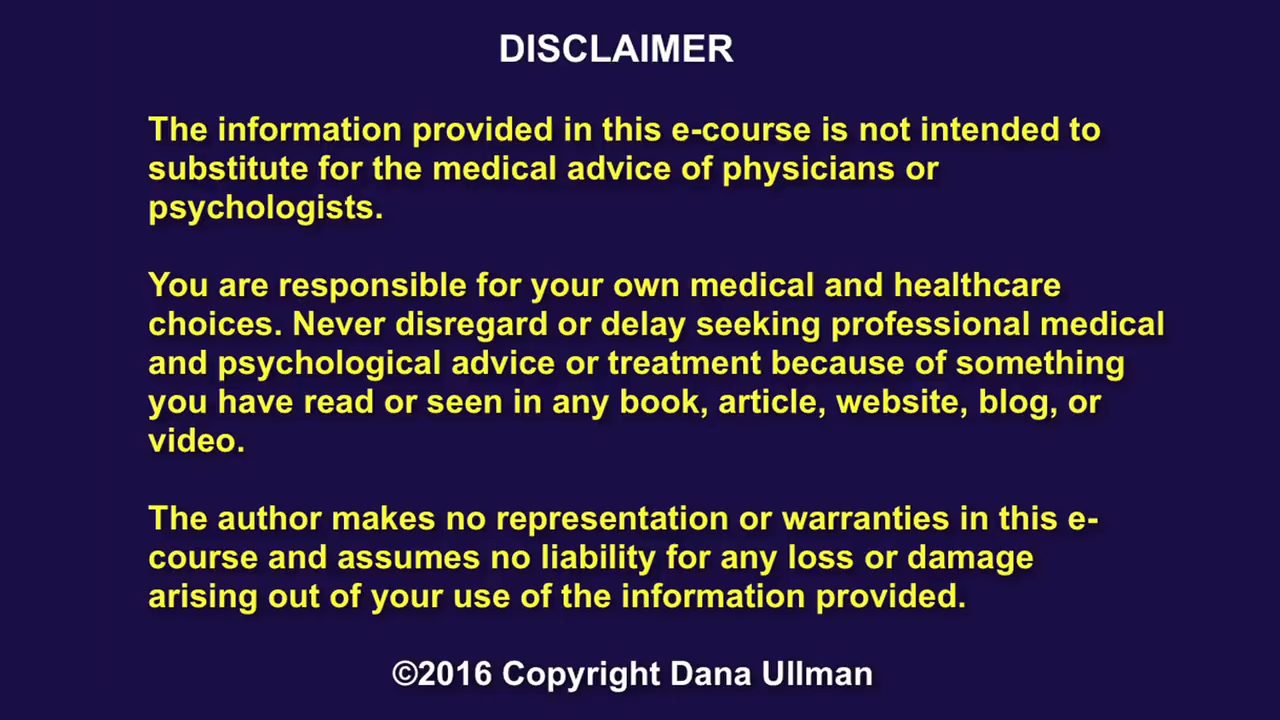 DISCLAIMER
The information provided in this e-course is not intended to
substitute for the medical advice of physicians or
psychologists.
You are responsible for your own medical and healthcare
choices. Never disregard or delay seeking professional medical
and psychological advice or treatment because of something
you have read or seen in any book, article, website, blog, or
video.
The author makes no representation or warranties in this e-
course and assumes no liability for any loss or damage
arising out of your use of the information provided.
©2016 Copyright Dana Ullman